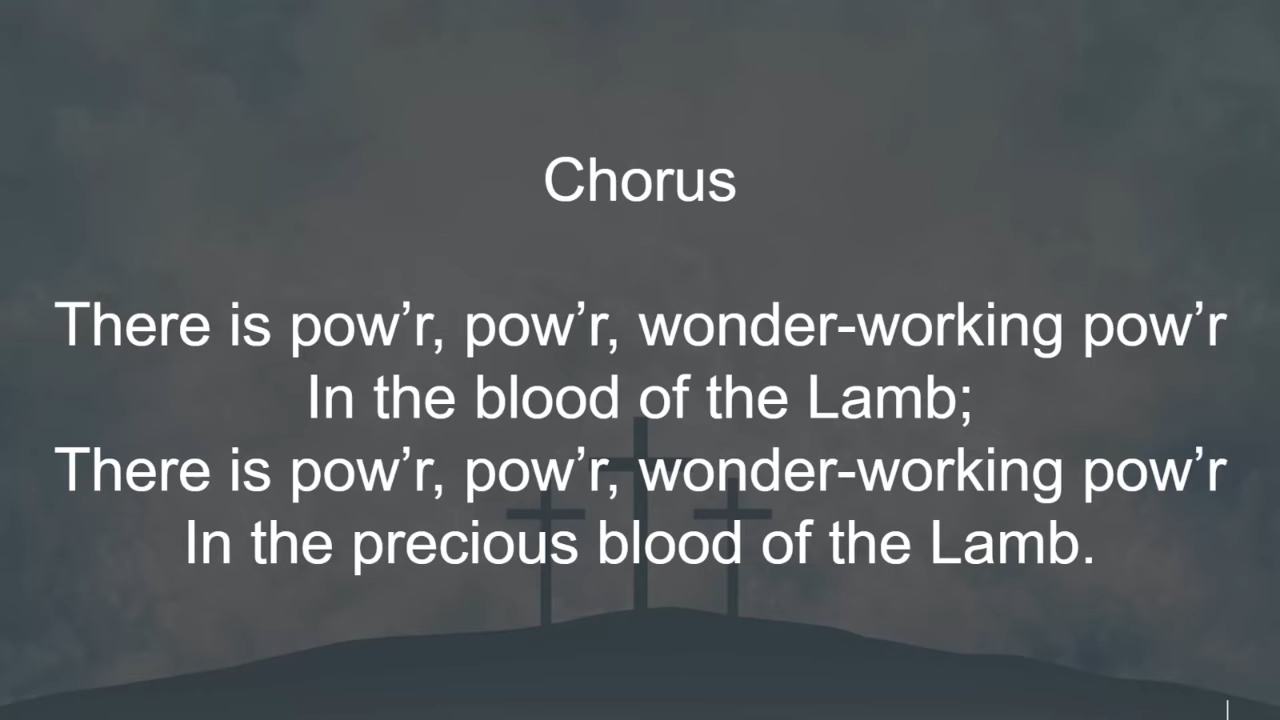 Chorus
There is pow’r, pow’r, wonder-working pow’r
In the blood of the Lamb;
There is pow’r, pow’r, wonder-working pow’r
In the precious blood of the Lamb.